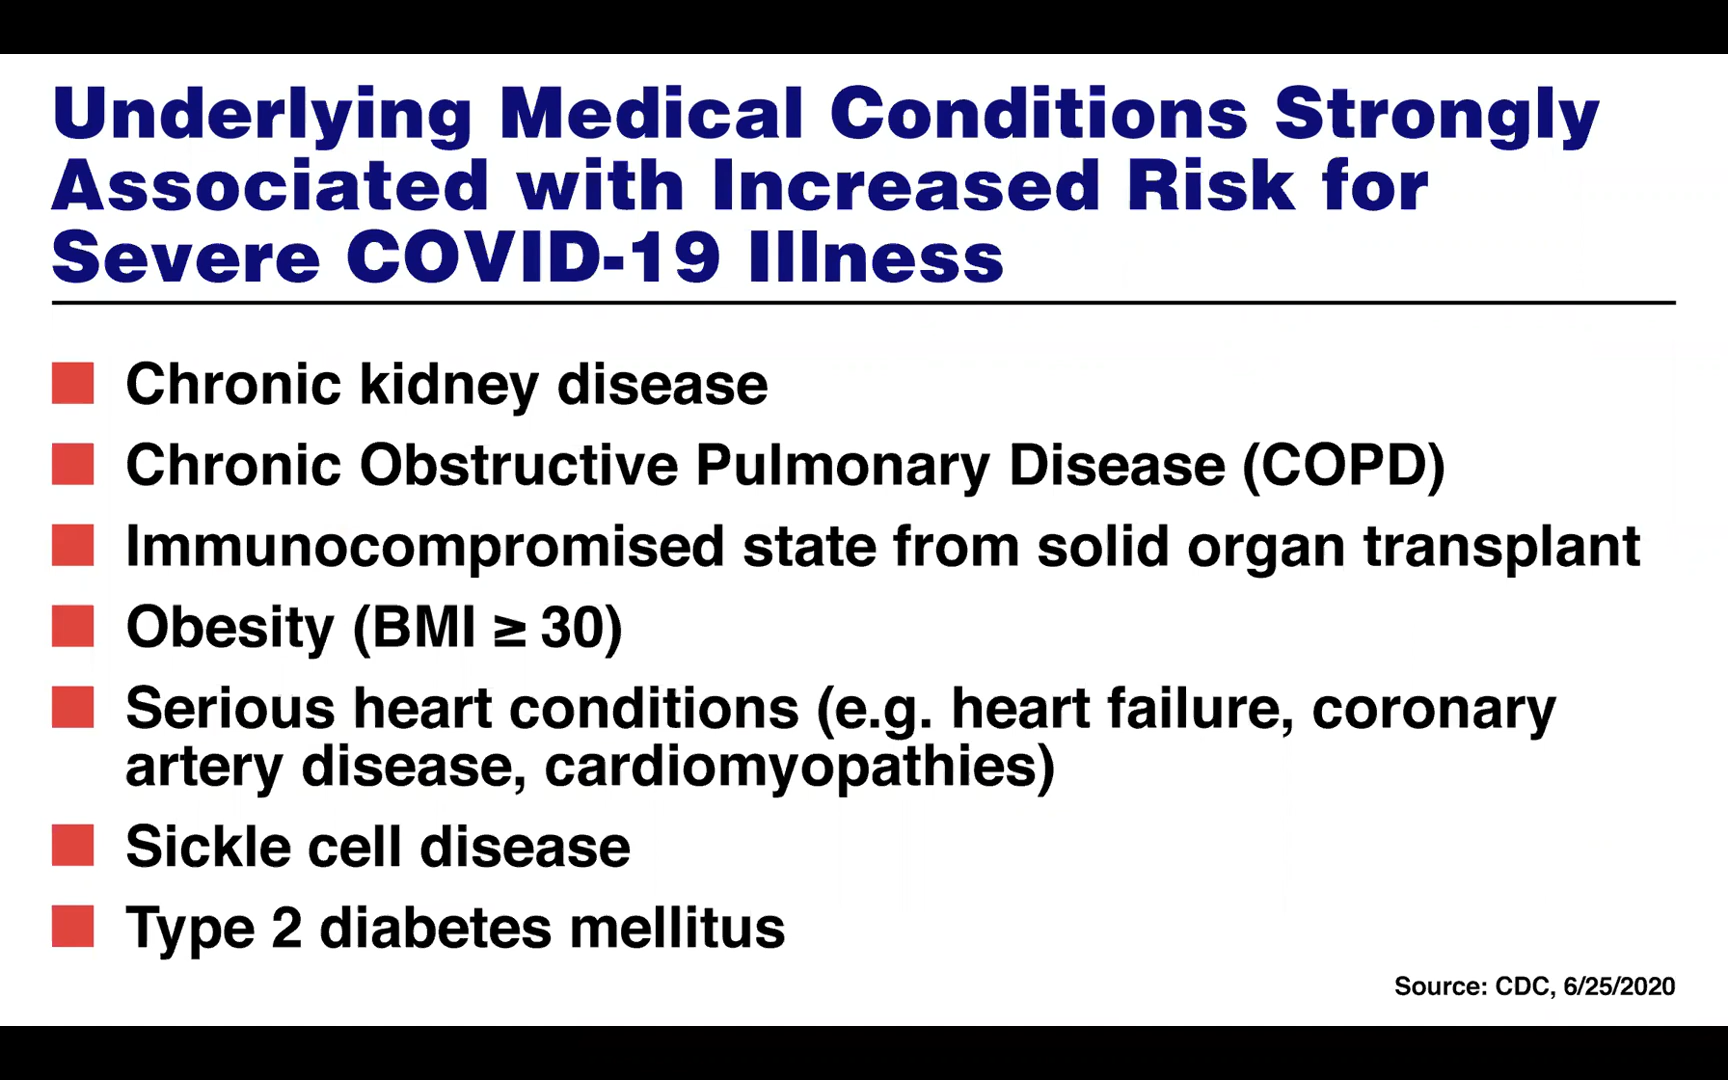 Underlying Medical Conditions Strongly
Associated with Increased Risk for
Severe COVID-19 Illness
Chronic kidney disease
Chronic Obstructive Pulmonary Disease (COPD)
Immunocompromised state from solid organ transplant
Obesity (BMI ≥ 30)
Serious heart conditions (e.g. heart failure, coronary
artery disease, cardiomyopathies)
Sickle cell disease
Type 2 diabetes mellitus
Source: CDC, 6/25/2020